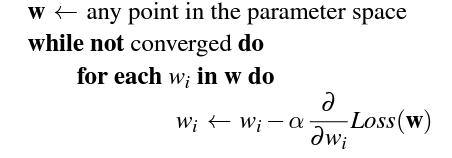 w ← any point in the parameter space
while not converged do
for each wᵢ in w do
wᵢ ← wᵢ − α ∂/∂wᵢ Loss(w)